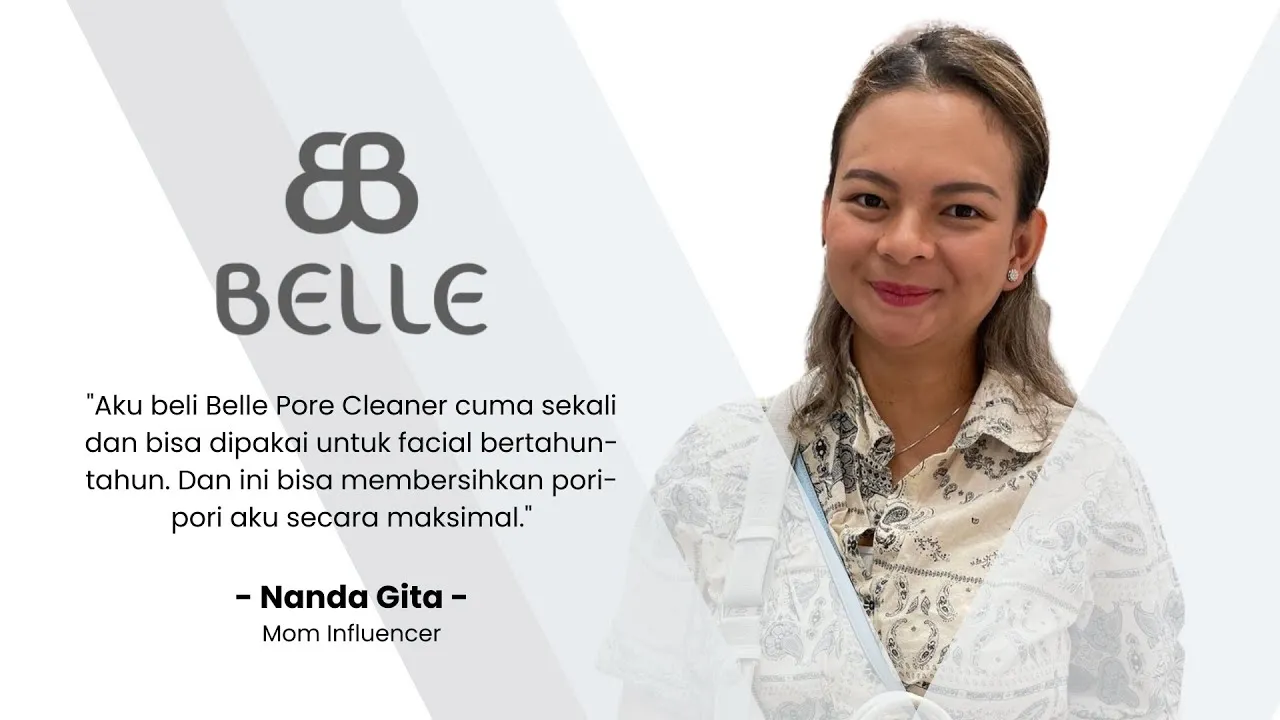 BELLE
"Aku beli Belle Pore Cleaner cuma sekali
dan bisa dipakai untuk facial bertahun-
tahun. Dan ini bisa membersihkan pori-
pori aku secara maksimal."
- Nanda Gita -
Mom Influencer